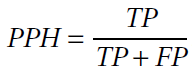 PPH = TP / (TP + FP)